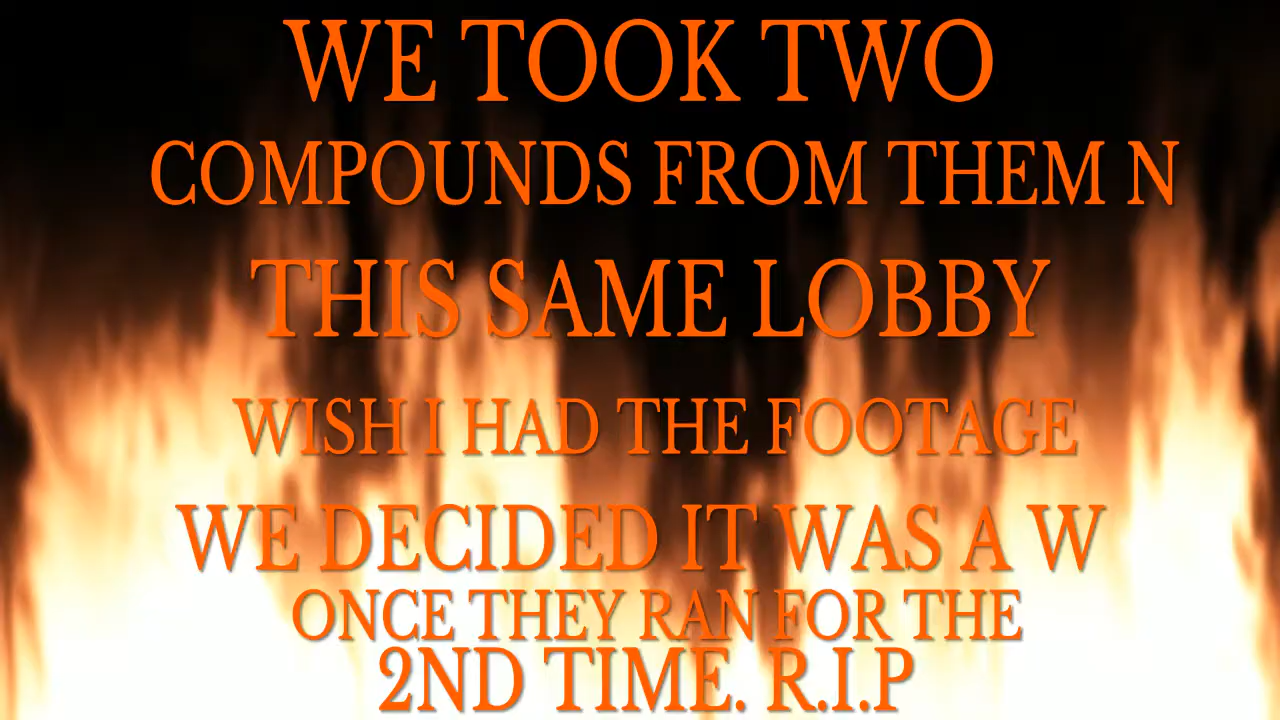 WE TOOK TWO
COMPOUNDS FROM THEM N
THIS SAME LOBBY
WISH I HAD THE FOOTAGE
WE DECIDED IT WAS A W
ONCE THEY RAN FOR THE
2ND TIME. R.I.P